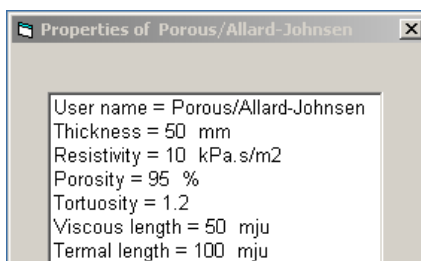 Properties of Porous/Allard-Johnsen
User name = Porous/Allard-Johnsen
Thickness = 50 mm
Resistivity = 10 kPa.s/m2
Porosity = 95 %
Tortuosity = 1.2
Viscous length = 50 mju
Termal length = 100 mju